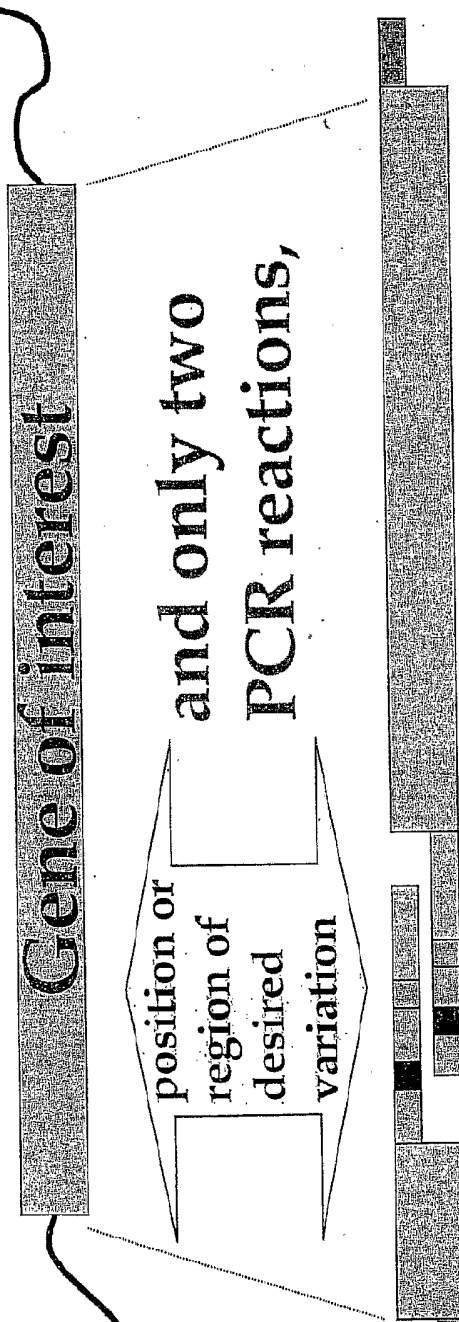 Gene of interest
position or
region of
desired
variation
and only two
PCR reactions,